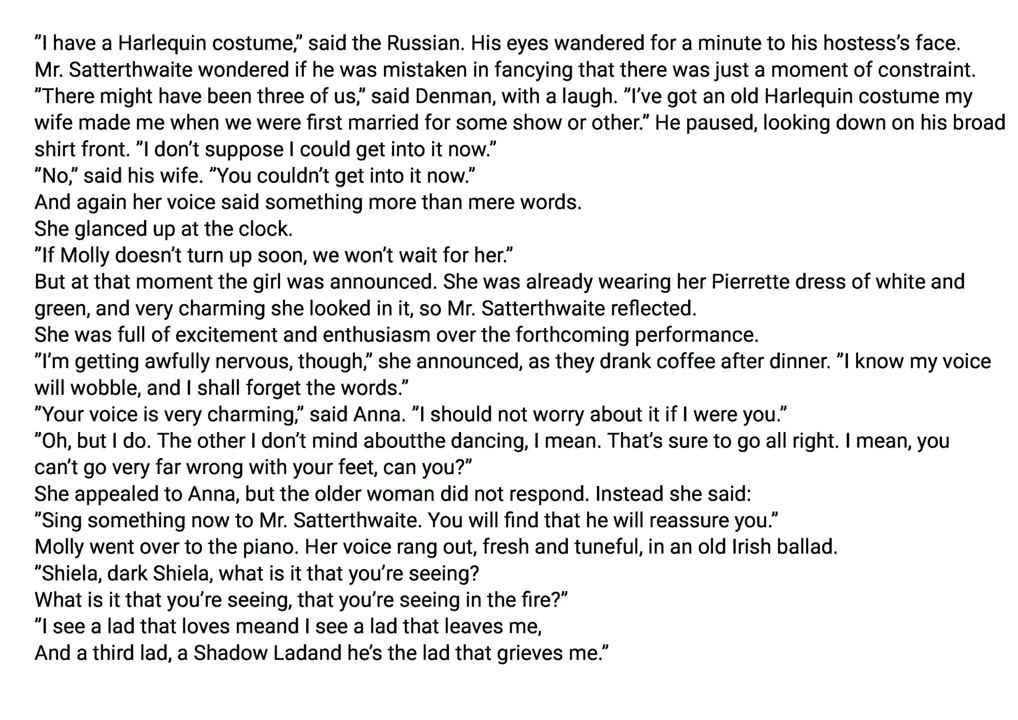 "I have a Harlequin costume," said the Russian. His eyes wandered for a minute to his hostess's face.
Mr. Satterthwaite wondered if he was mistaken in fancying that there was just a moment of constraint.
"There might have been three of us," said Denman, with a laugh. "I've got an old Harlequin costume my
wife made me when we were first married for some show or other." He paused, looking down on his broad
shirt front. "I don't suppose I could get into it now."
"No," said his wife. "You couldn't get into it now."
And again her voice said something more than mere words.
She glanced up at the clock.
"If Molly doesn't turn up soon, we won't wait for her."
But at that moment the girl was announced. She was already wearing her Pierrette dress of white and
green, and very charming she looked in it, so Mr. Satterthwaite reflected.
She was full of excitement and enthusiasm over the forthcoming performance.
"I'm getting awfully nervous, though," she announced, as they drank coffee after dinner. "I know my voice
will wobble, and I shall forget the words."
"Your voice is very charming," said Anna. "I should not worry about it if I were you."
"Oh, but I do. The other I don't mind aboutthe dancing, I mean. That's sure to go all right. I mean, you
can't go very far wrong with your feet, can you?"
She appealed to Anna, but the older woman did not respond. Instead she said:
"Sing something now to Mr. Satterthwaite. You will find that he will reassure you."
Molly went over to the piano. Her voice rang out, fresh and tuneful, in an old Irish ballad.
"Shiela, dark Shiela, what is it that you're seeing?
What is it that you're seeing, that you're seeing in the fire?"
"I see a lad that loves meand I see a lad that leaves me,
And a third lad, a Shadow Ladand he's the lad that grieves me."